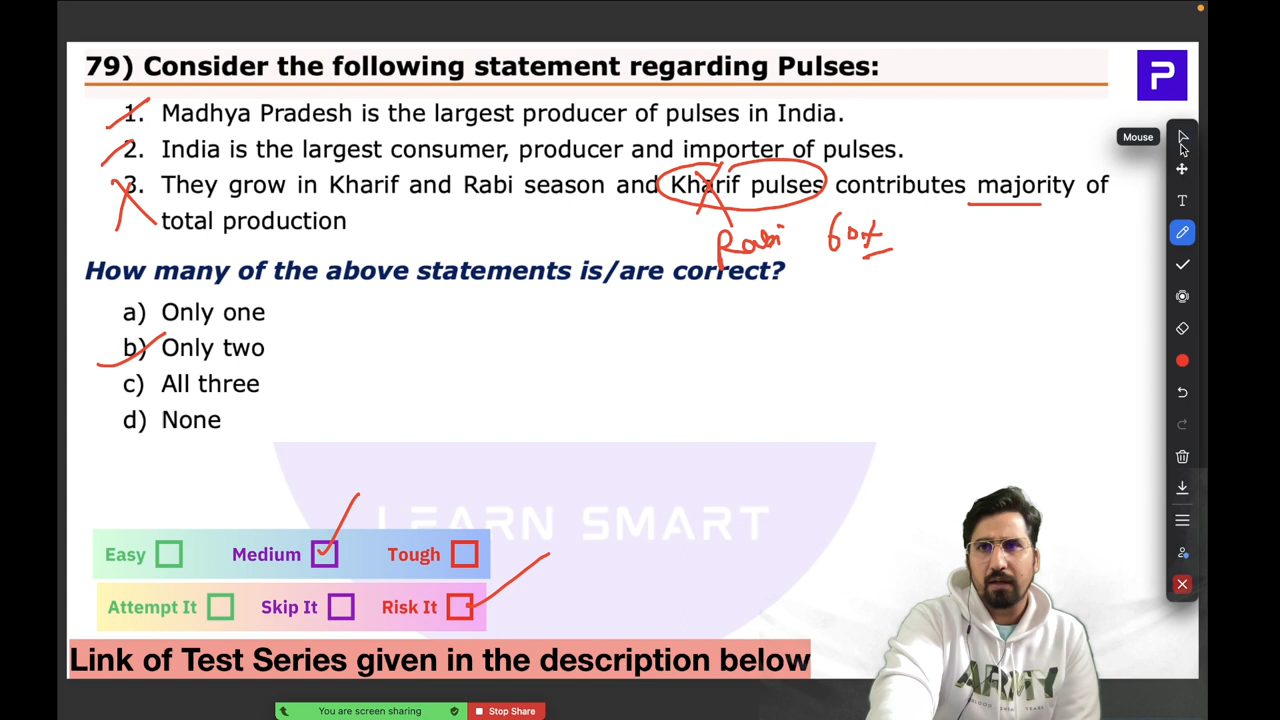 79) Consider the following statement regarding Pulses:
P
1. Madhya Pradesh is the largest producer of pulses in India.
Mouse
2. India is the largest consumer, producer and importer of pulses.
3. They grow in Kharif and Rabi season and Kharif pulses contributes majority of
total production
Rabi 60%
How many of the above statements is/are correct?
a) Only one
b) Only two
c) All three
d) None
LEARN SMART
Easy Medium Tough
Attempt It Skip It Risk It
ARMY
Link of Test Series given in the description below
You are screen sharing Stop Share